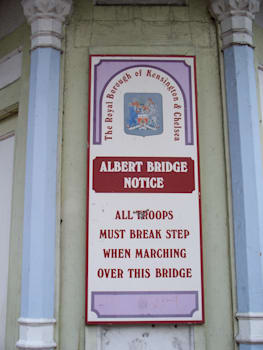 The Royal Borough of Kensington & Chelsea
ALBERT BRIDGE
NOTICE
ALL TROOPS
MUST BREAK STEP
WHEN MARCHING
OVER THIS BRIDGE